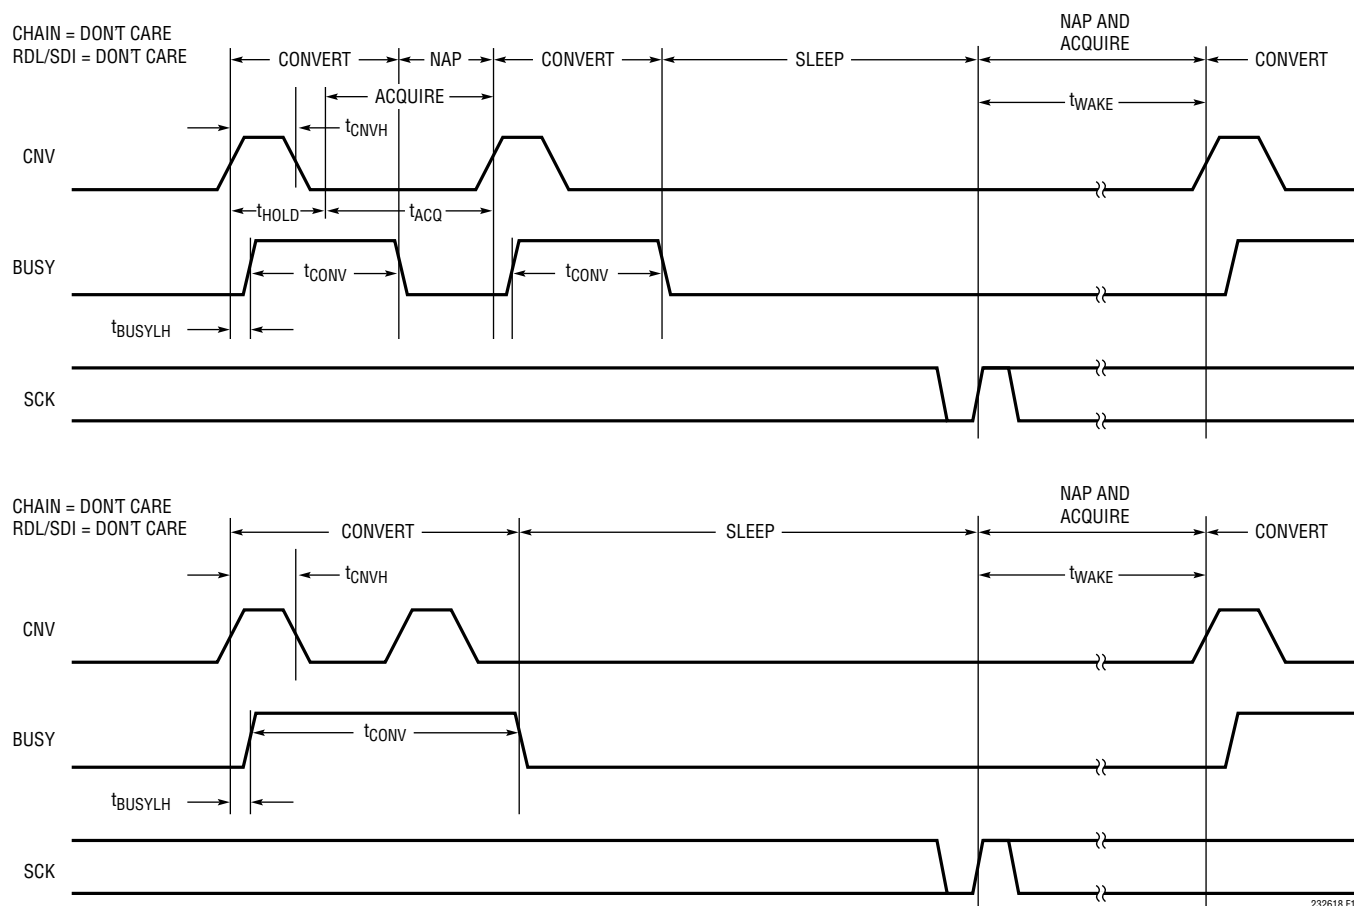 CHAIN = DON'T CARE
RDL/SDI = DON'T CARE
NAP AND
ACQUIRE
CONVERT
NAP
CONVERT
SLEEP
CONVERT
ACQUIRE
tWAKE
tCNVH
CNV
tHOLD
tACQ
BUSY
tCONV
tCONV
tBUSYLH
SCK
CHAIN = DON'T CARE
RDL/SDI = DON'T CARE
NAP AND
ACQUIRE
CONVERT
SLEEP
CONVERT
tCNVH
tWAKE
CNV
BUSY
tCONV
tBUSYLH
SCK